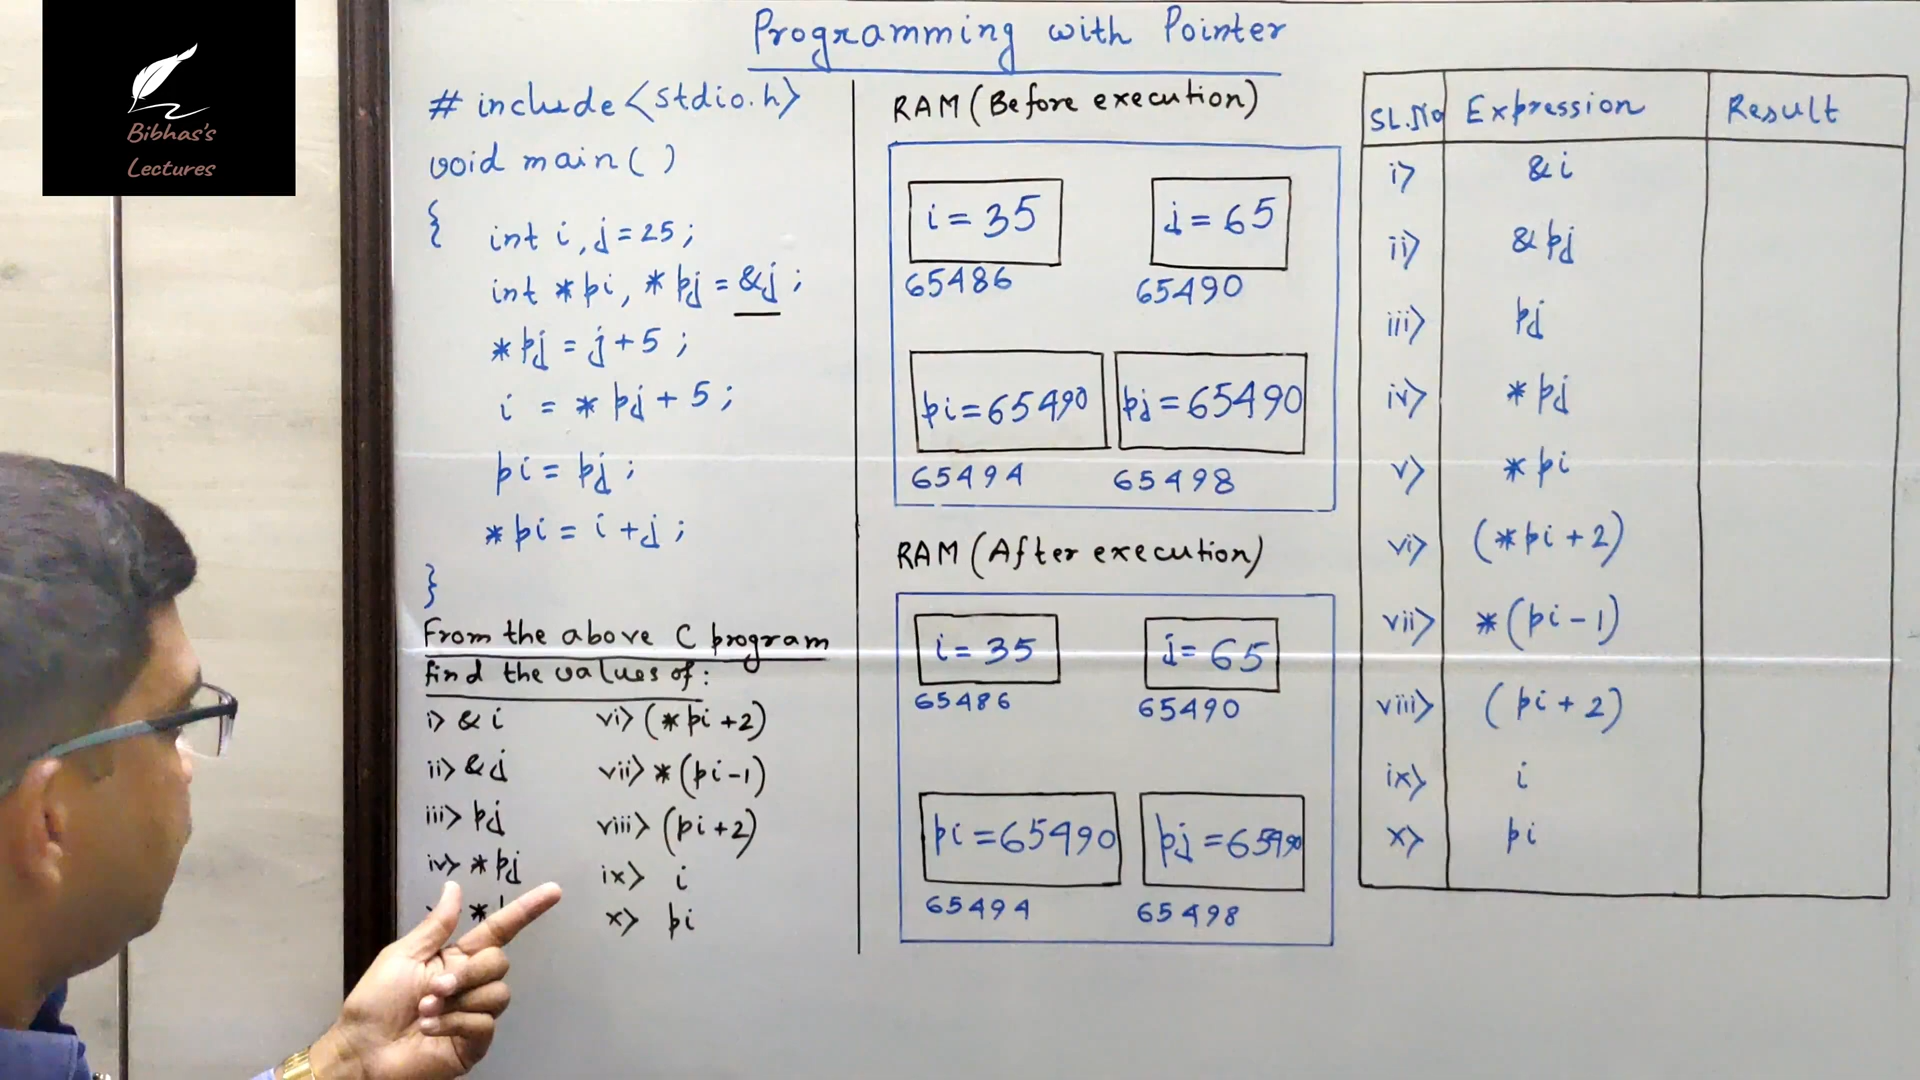 Bibhas's
Lectures
Programming with Pointer
# include <stdio.h>
void main( )
{
int i, j = 25 ;
int *pi, *pj = &j ;
*pj = j + 5 ;
i = * pj + 5 ;
pi = pj ;
*pi = i + j ;
}
From the above C program
find the values of :
i> & i
ii> & j
iii> pj
iv> * pj
*
vi> (* pi + 2)
vii> * (pi - 1)
viii> (pi + 2)
ix> i
x> pi
RAM (Before execution)
i = 35
65486
j = 65
65490
pi = 65490
65494
pj = 65490
65498
RAM (After execution)
i = 35
65486
j = 65
65490
pi = 65490
65494
pj = 65490
65498
SL.No Expression Result
i> & i
ii> & pj
iii> pj
iv> * pj
v> * pi
vi> (* pi + 2)
vii> * (pi - 1)
viii> ( pi + 2)
ix> i
x> pi